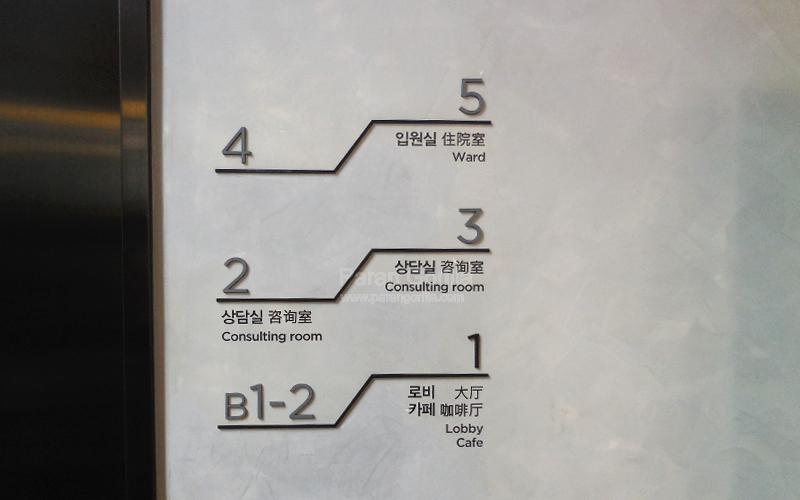 5
입원실 住院室
Ward
4
3
상담실 咨询室
Consulting room
2
상담실 咨询室
Consulting room
1
로비 大厅
카페 咖啡厅
Lobby
Cafe
B1-2